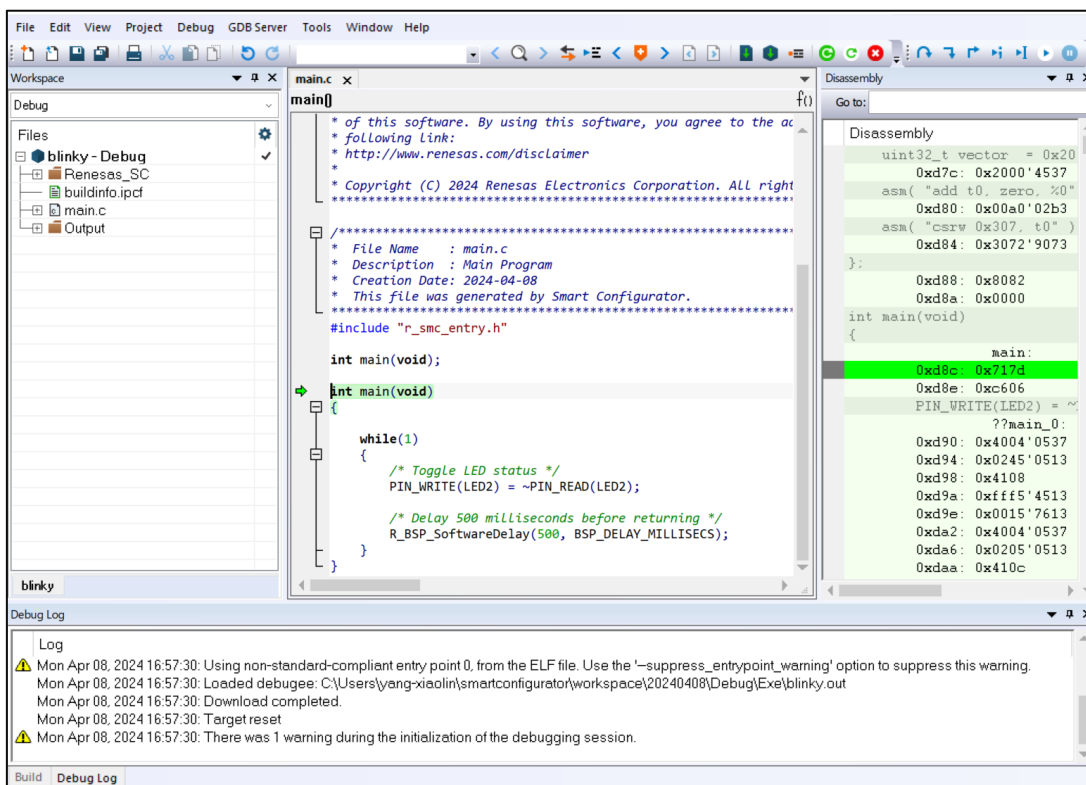 File Edit View Project Debug GDB Server Tools Window Help
Workspace
Debug
Files
blinky - Debug
Renesas_SC
buildinfo.ipcf
main.c
Output
blinky
main.c
main()
f()
* of this software. By using this software, you agree to the ad
* following link:
* http://www.renesas.com/disclaimer
*
* Copyright (C) 2024 Renesas Electronics Corporation. All right
***********************************************************
/**********************************************************
* File Name : main.c
* Description : Main Program
* Creation Date: 2024-04-08
* This file was generated by Smart Configurator.
***********************************************************
#include "r_smc_entry.h"
int main(void);
int main(void)
{
while(1)
{
/* Toggle LED status */
PIN_WRITE(LED2) = ~PIN_READ(LED2);
/* Delay 500 milliseconds before returning */
R_BSP_SoftwareDelay(500, BSP_DELAY_MILLISECS);
}
}
Disassembly
Go to:
Disassembly
uint32_t vector = 0x20
0xd7c: 0x2000'4537
asm( "add t0, zero, %0"
0xd80: 0x00a0'02b3
asm( "csrw 0x307, t0" )
0xd84: 0x3072'9073
};
0xd88: 0x8082
0xd8a: 0x0000
int main(void)
{
main:
0xd8c: 0x717d
0xd8e: 0xc606
PIN_WRITE(LED2) = ~
??main_0:
0xd90: 0x4004'0537
0xd94: 0x0245'0513
0xd98: 0x4108
0xd9a: 0xfff5'4513
0xd9e: 0x0015'7613
0xda2: 0x4004'0537
0xda6: 0x0205'0513
0xdaa: 0x410c
Debug Log
Log
Mon Apr 08, 2024 16:57:30: Using non-standard-compliant entry point 0, from the ELF file. Use the '--suppress_entrypoint_warning' option to suppress this warning.
Mon Apr 08, 2024 16:57:30: Loaded debugee: C:\Users\yang-xiaolin\smartconfigurator\workspace\20240408\Debug\Exe\blinky.out
Mon Apr 08, 2024 16:57:30: Download completed.
Mon Apr 08, 2024 16:57:30: Target reset
Mon Apr 08, 2024 16:57:30: There was 1 warning during the initialization of the debugging session.
Build Debug Log